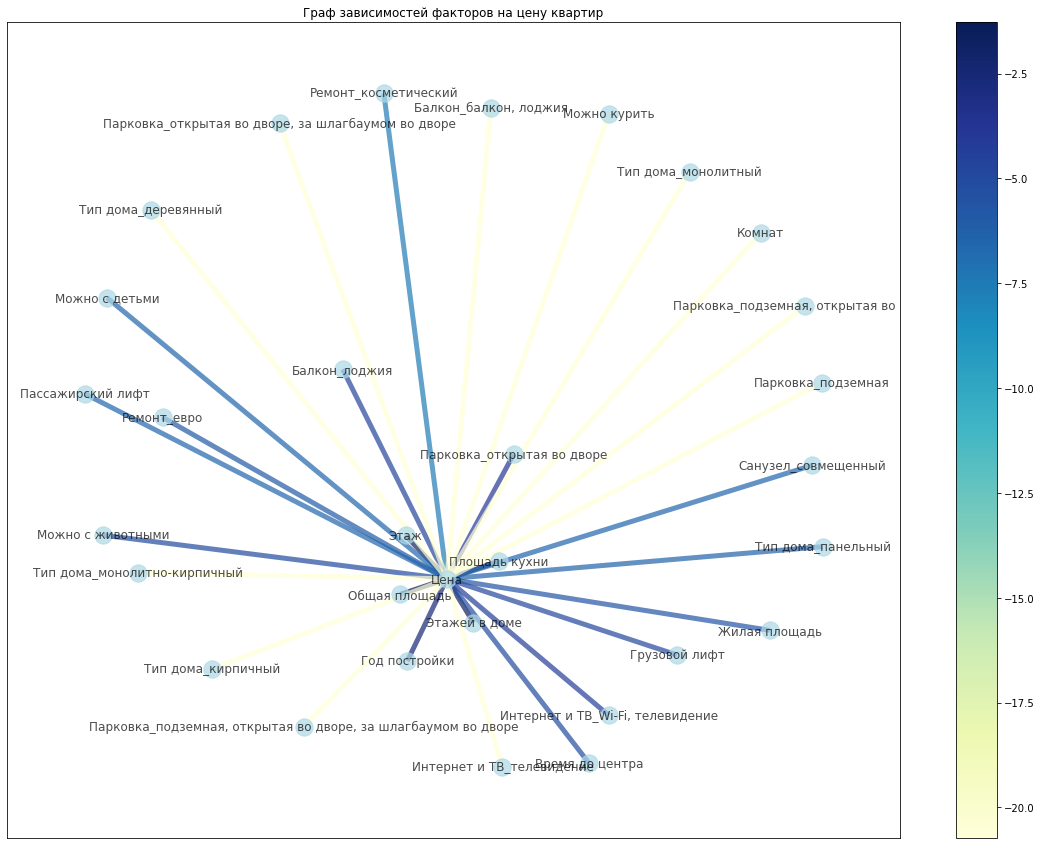 Граф зависимостей факторов на цену квартир
Ремонт_косметический
Балкон_балкон, лоджия
Можно курить
Парковка_открытая во дворе, за шлагбаумом во дворе
Тип дома_монолитный
Тип дома_деревянный
Комнат
Можно с детьми
Парковка_подземная, открытая во
Балкон_лоджия
Парковка_подземная
Пассажирский лифт
Ремонт_евро
Парковка_открытая во дворе
Санузел_совмещенный
Можно с животными
Этаж
Тип дома_панельный
Площадь кухни
Тип дома_монолитно-кирпичный
Цена
Общая площадь
Этажей в доме
Жилая площадь
Грузовой лифт
Год постройки
Тип дома_кирпичный
Интернет и ТВ_Wi-Fi, телевидение
Парковка_подземная, открытая во дворе, за шлагбаумом во дворе
Интернет и ТВ_телевидение
Время до центра
−2.5
−5.0
−7.5
−10.0
−12.5
−15.0
−17.5
−20.0